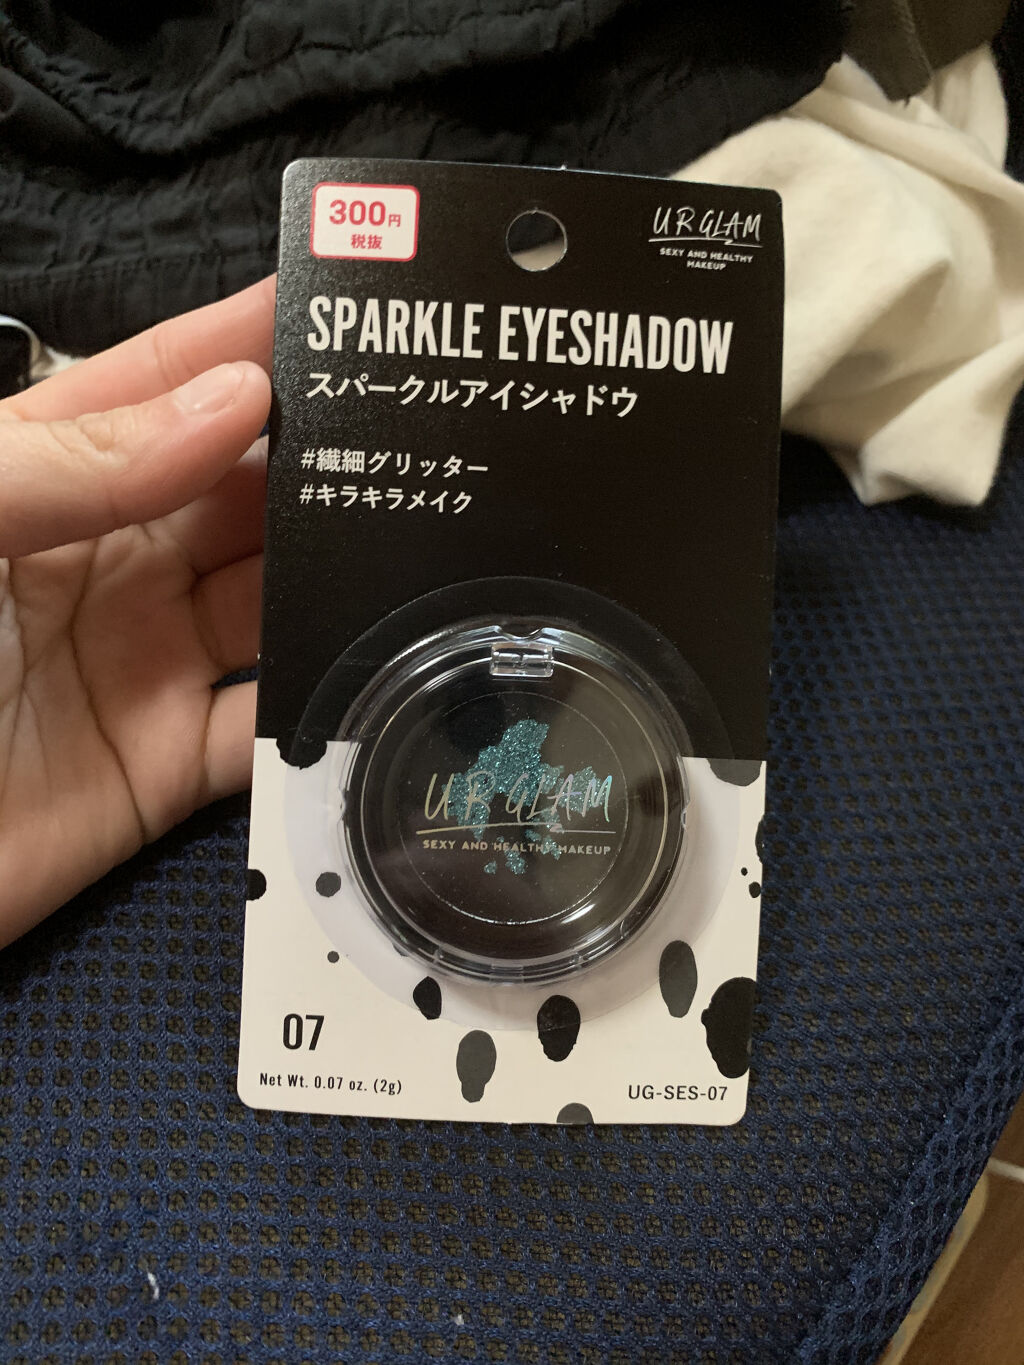 300円
税抜
UR GLAM
SEXY AND HEALTHY
MAKEUP
SPARKLE EYESHADOW
スパークルアイシャドウ
#繊細グリッター
#キラキラメイク
UR GLAM
SEXY AND HEALTHY MAKEUP
07
Net Wt. 0.07 oz. (2g)
UG-SES-07